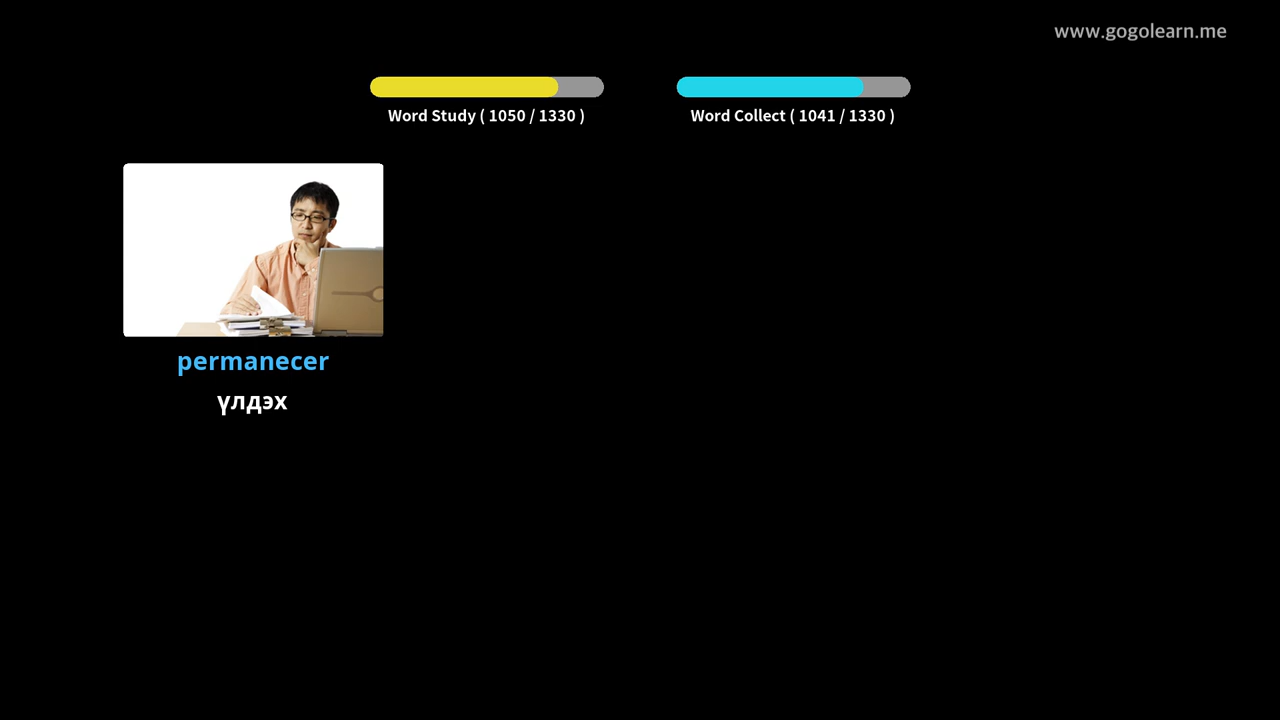 www.gogolearn.me
Word Study ( 1050 / 1330 )
Word Collect ( 1041 / 1330 )
permanecer
үлдэх